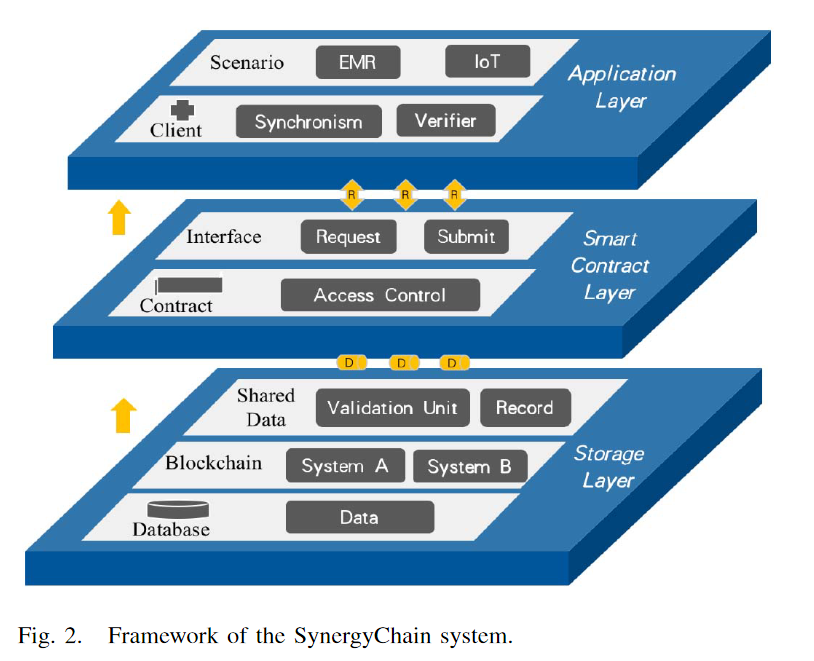 Scenario EMR IoT
Application
Layer
Client Synchronism Verifier
R R R
Interface Request Submit
Smart
Contract
Layer
Contract Access Control
D D D
Shared
Data Validation Unit Record
Blockchain System A System B
Storage
Layer
Database Data
Fig. 2. Framework of the SynergyChain system.